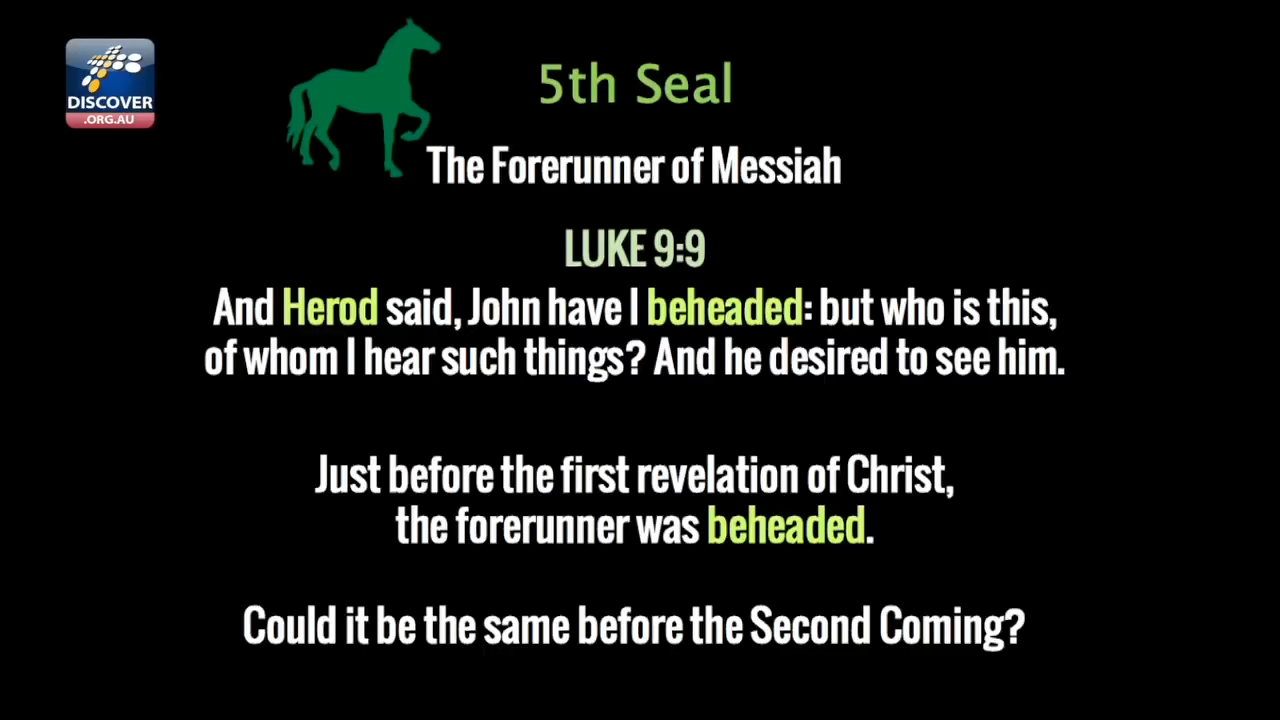 DISCOVER
.ORG.AU
5th Seal
The Forerunner of Messiah
LUKE 9:9
And Herod said, John have I beheaded: but who is this,
of whom I hear such things? And he desired to see him.
Just before the first revelation of Christ,
the forerunner was beheaded.
Could it be the same before the Second Coming?